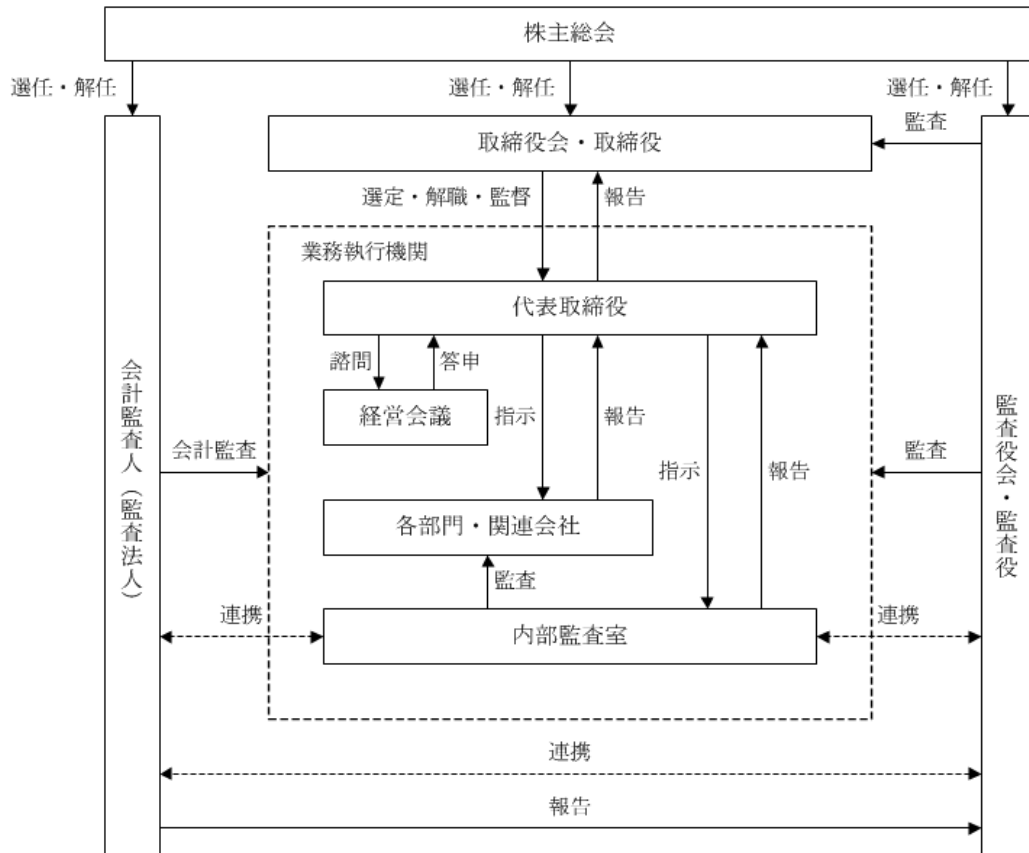 株主総会
選任・解任
選任・解任
選任・解任
取締役会・取締役
監査
選定・解職・監督
報告
業務執行機関
代表取締役
諮問
答申
経営会議
指示
報告
指示
報告
会計監査人（監査法人）
会計監査
監査
監査役会・監査役
各部門・関連会社
監査
連携
内部監査室
連携
連携
報告